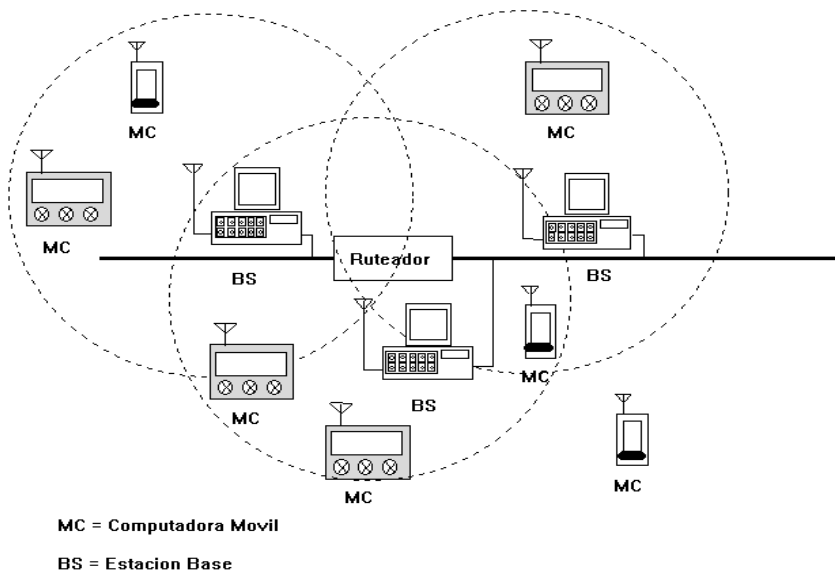 MC
MC
MC
BS
Ruteador
BS
MC
BS
MC
MC
MC
MC = Computadora Movil
BS = Estacion Base